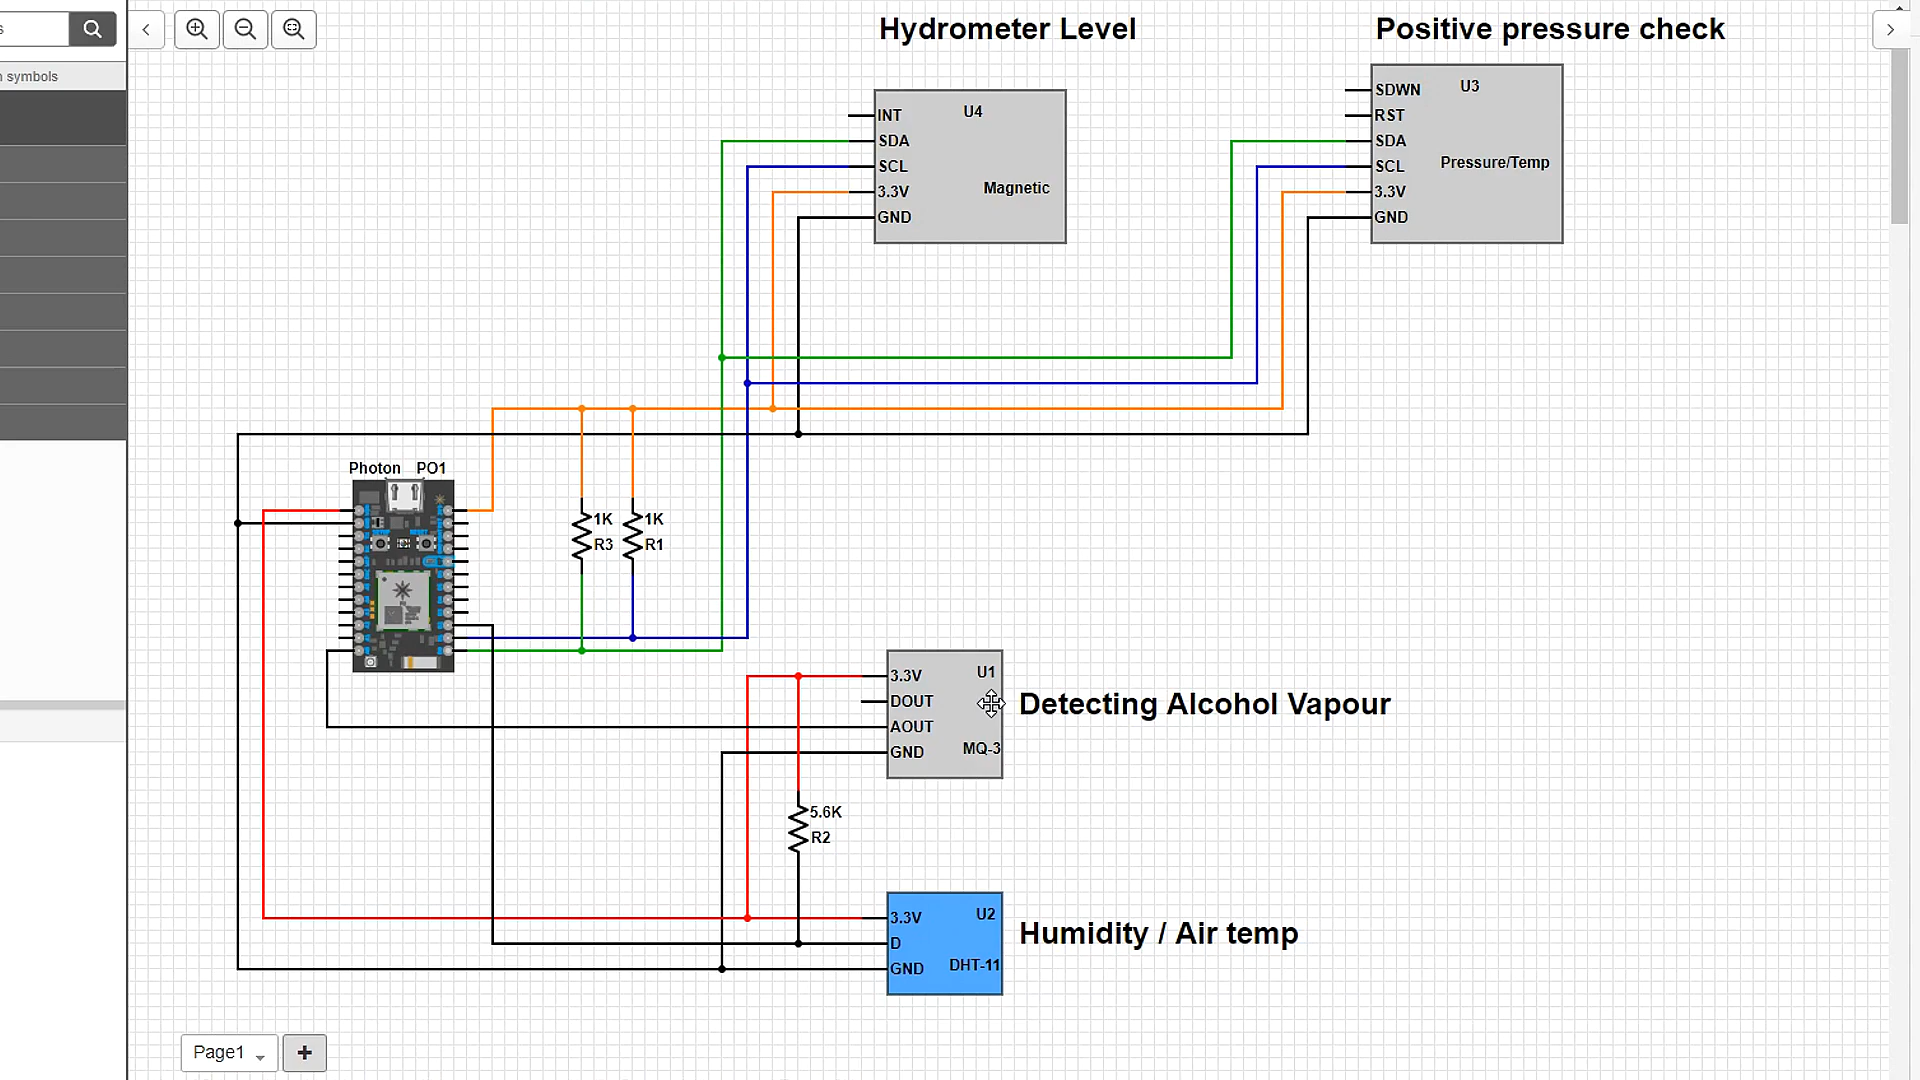 s
n symbols
Hydrometer Level
Positive pressure check
U4
INT
SDA
SCL
3.3V
GND
Magnetic
U3
SDWN
RST
SDA
SCL
3.3V
GND
Pressure/Temp
Photon PO1
1K
R3
1K
R1
U1
3.3V
DOUT
AOUT
GND
MQ-3
Detecting Alcohol Vapour
5.6K
R2
U2
3.3V
D
GND
DHT-11
Humidity / Air temp
Page1